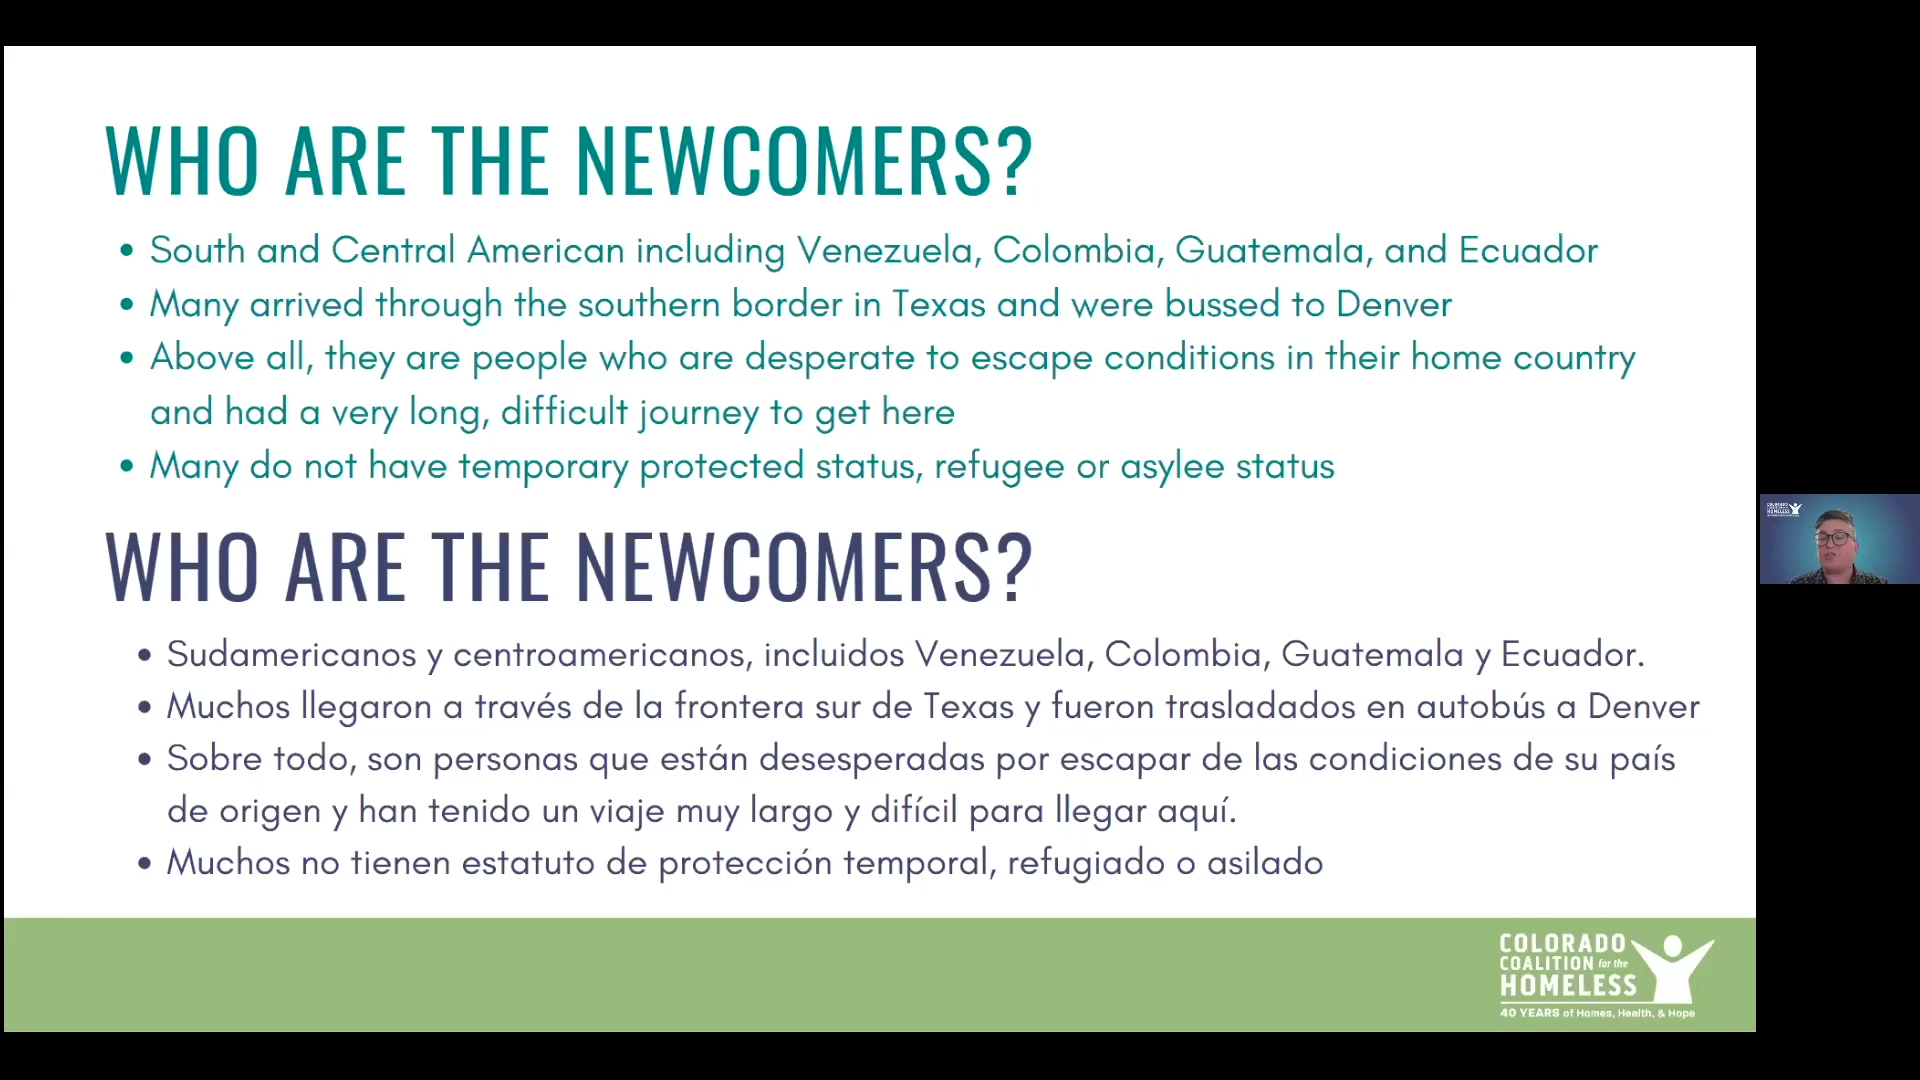 WHO ARE THE NEWCOMERS?
• South and Central American including Venezuela, Colombia, Guatemala, and Ecuador
• Many arrived through the southern border in Texas and were bussed to Denver
• Above all, they are people who are desperate to escape conditions in their home country
and had a very long, difficult journey to get here
• Many do not have temporary protected status, refugee or asylee status
WHO ARE THE NEWCOMERS?
• Sudamericanos y centroamericanos, incluidos Venezuela, Colombia, Guatemala y Ecuador.
• Muchos llegaron a través de la frontera sur de Texas y fueron trasladados en autobús a Denver
• Sobre todo, son personas que están desesperadas por escapar de las condiciones de su país
de origen y han tenido un viaje muy largo y difícil para llegar aquí.
• Muchos no tienen estatuto de protección temporal, refugiado o asilado
COLORADO
COALITION for the
HOMELESS
40 YEARS of Homes, Health, & Hope
COLORADO
HOMELESS